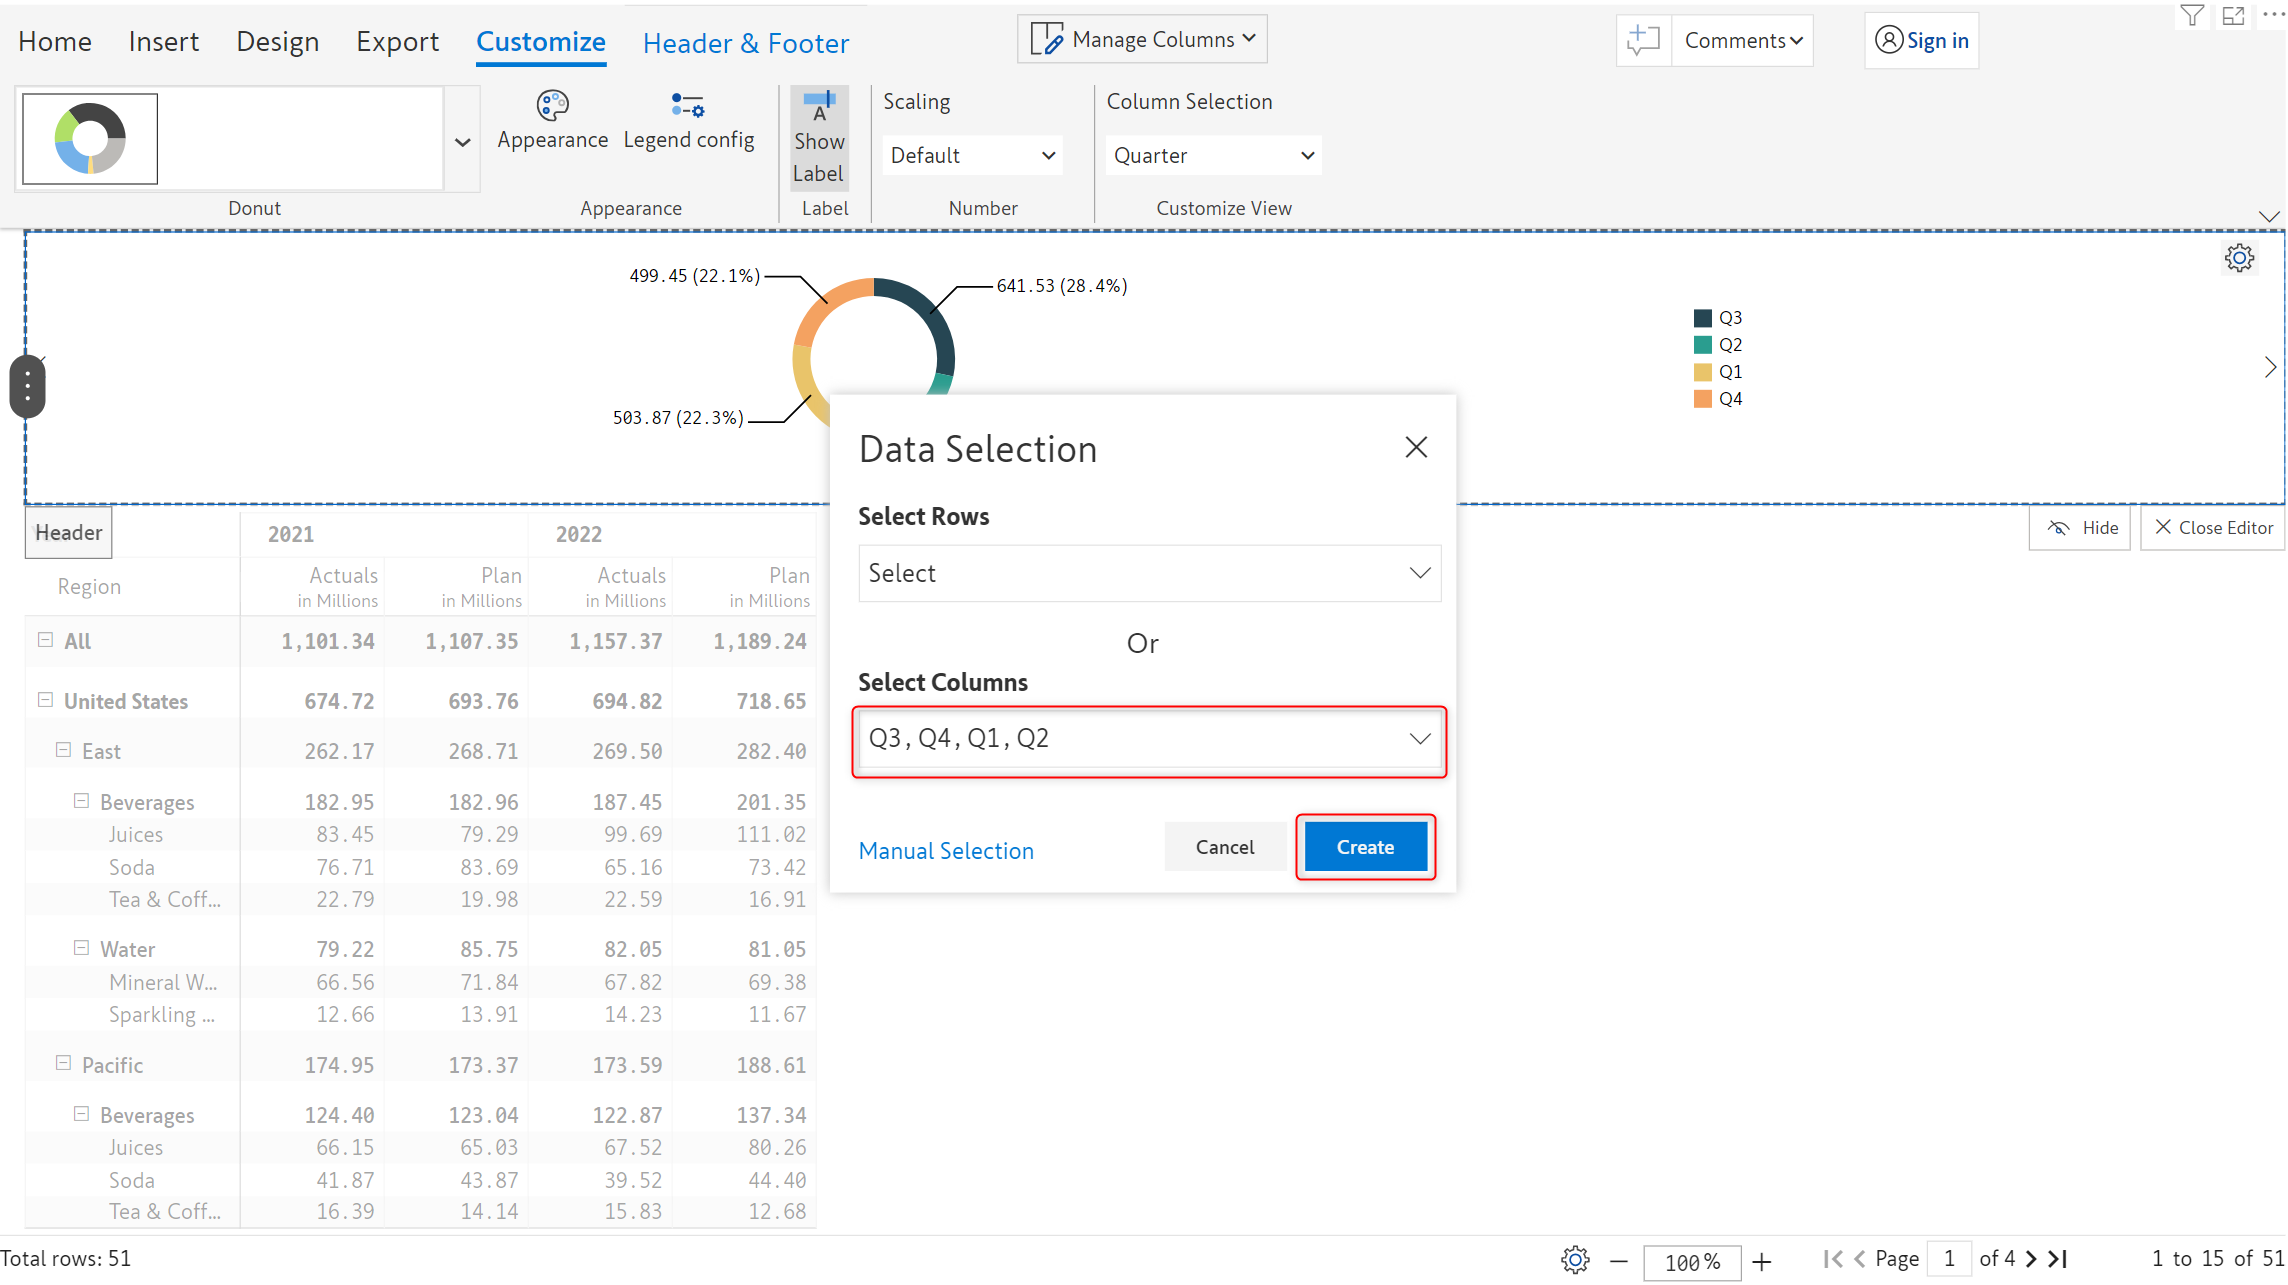 Home Insert Design Export Customize Header & Footer Manage Columns Comments Sign in
Appearance Legend config Show Label Scaling Default Column Selection Quarter
Donut Appearance Label Number Customize View
499.45 (22.1%) 641.53 (28.4%)
503.87 (22.3%)
Q3
Q2
Q1
Q4
Data Selection
Select Rows
Select
Or
Select Columns
Q3, Q4, Q1, Q2
Manual Selection Cancel Create
Hide Close Editor
Header 2021 2022
Region Actuals Plan Actuals Plan
in Millions in Millions in Millions in Millions
All 1,101.34 1,107.35 1,157.37 1,189.24
United States 674.72 693.76 694.82 718.65
East 262.17 268.71 269.50 282.40
Beverages 182.95 182.96 187.45 201.35
Juices 83.45 79.29 99.69 111.02
Soda 76.71 83.69 65.16 73.42
Tea & Coff... 22.79 19.98 22.59 16.91
Water 79.22 85.75 82.05 81.05
Mineral W... 66.56 71.84 67.82 69.38
Sparkling ... 12.66 13.91 14.23 11.67
Pacific 174.95 173.37 173.59 188.61
Beverages 124.40 123.04 122.87 137.34
Juices 66.15 65.03 67.52 80.26
Soda 41.87 43.87 39.52 44.40
Tea & Coff... 16.39 14.14 15.83 12.68
Total rows: 51 100% Page 1 of 4 1 to 15 of 51